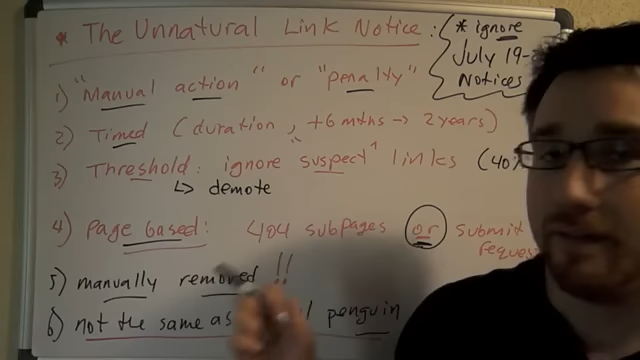 * The Unnatural Link Notice :
* ignore
July 19-
Notices
1) "Manual action" or "penalty"
2) Timed (duration, +6 mths → 2 years)
3) Threshold: ignore "suspect" links (40%
↳ demote
4) Page based: 404 subpages or submit
request
5) manually removed !!
6) not the same as penguin